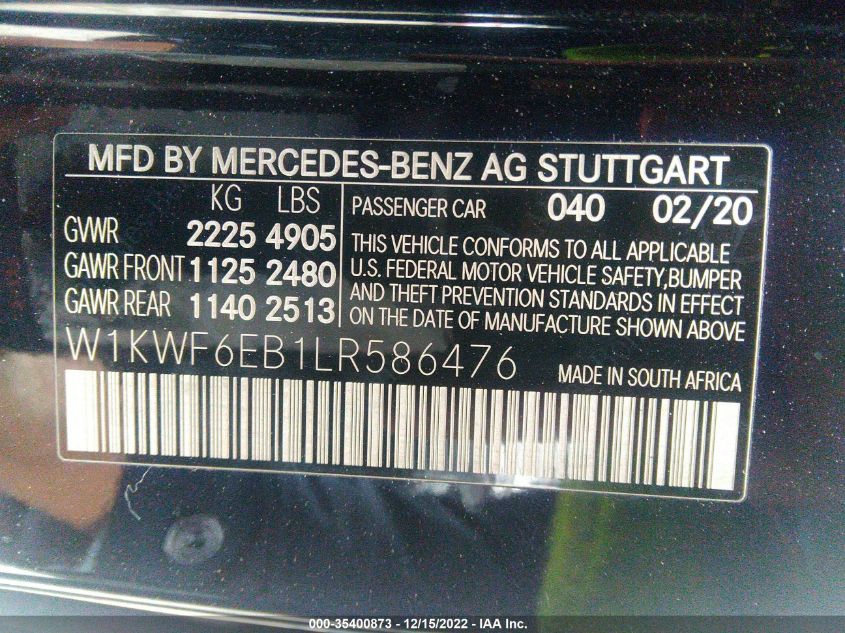 MFD BY MERCEDES-BENZ AG STUTTGART
KG LBS
GVWR 2225 4905
GAWR FRONT 1125 2480
GAWR REAR 1140 2513
PASSENGER CAR 040 02/20
THIS VEHICLE CONFORMS TO ALL APPLICABLE
U.S. FEDERAL MOTOR VEHICLE SAFETY,BUMPER
AND THEFT PREVENTION STANDARDS IN EFFECT
ON THE DATE OF MANUFACTURE SHOWN ABOVE
W1KWF6EB1LR586476
MADE IN SOUTH AFRICA
000-35400873 - 12/15/2022 - IAA Inc.